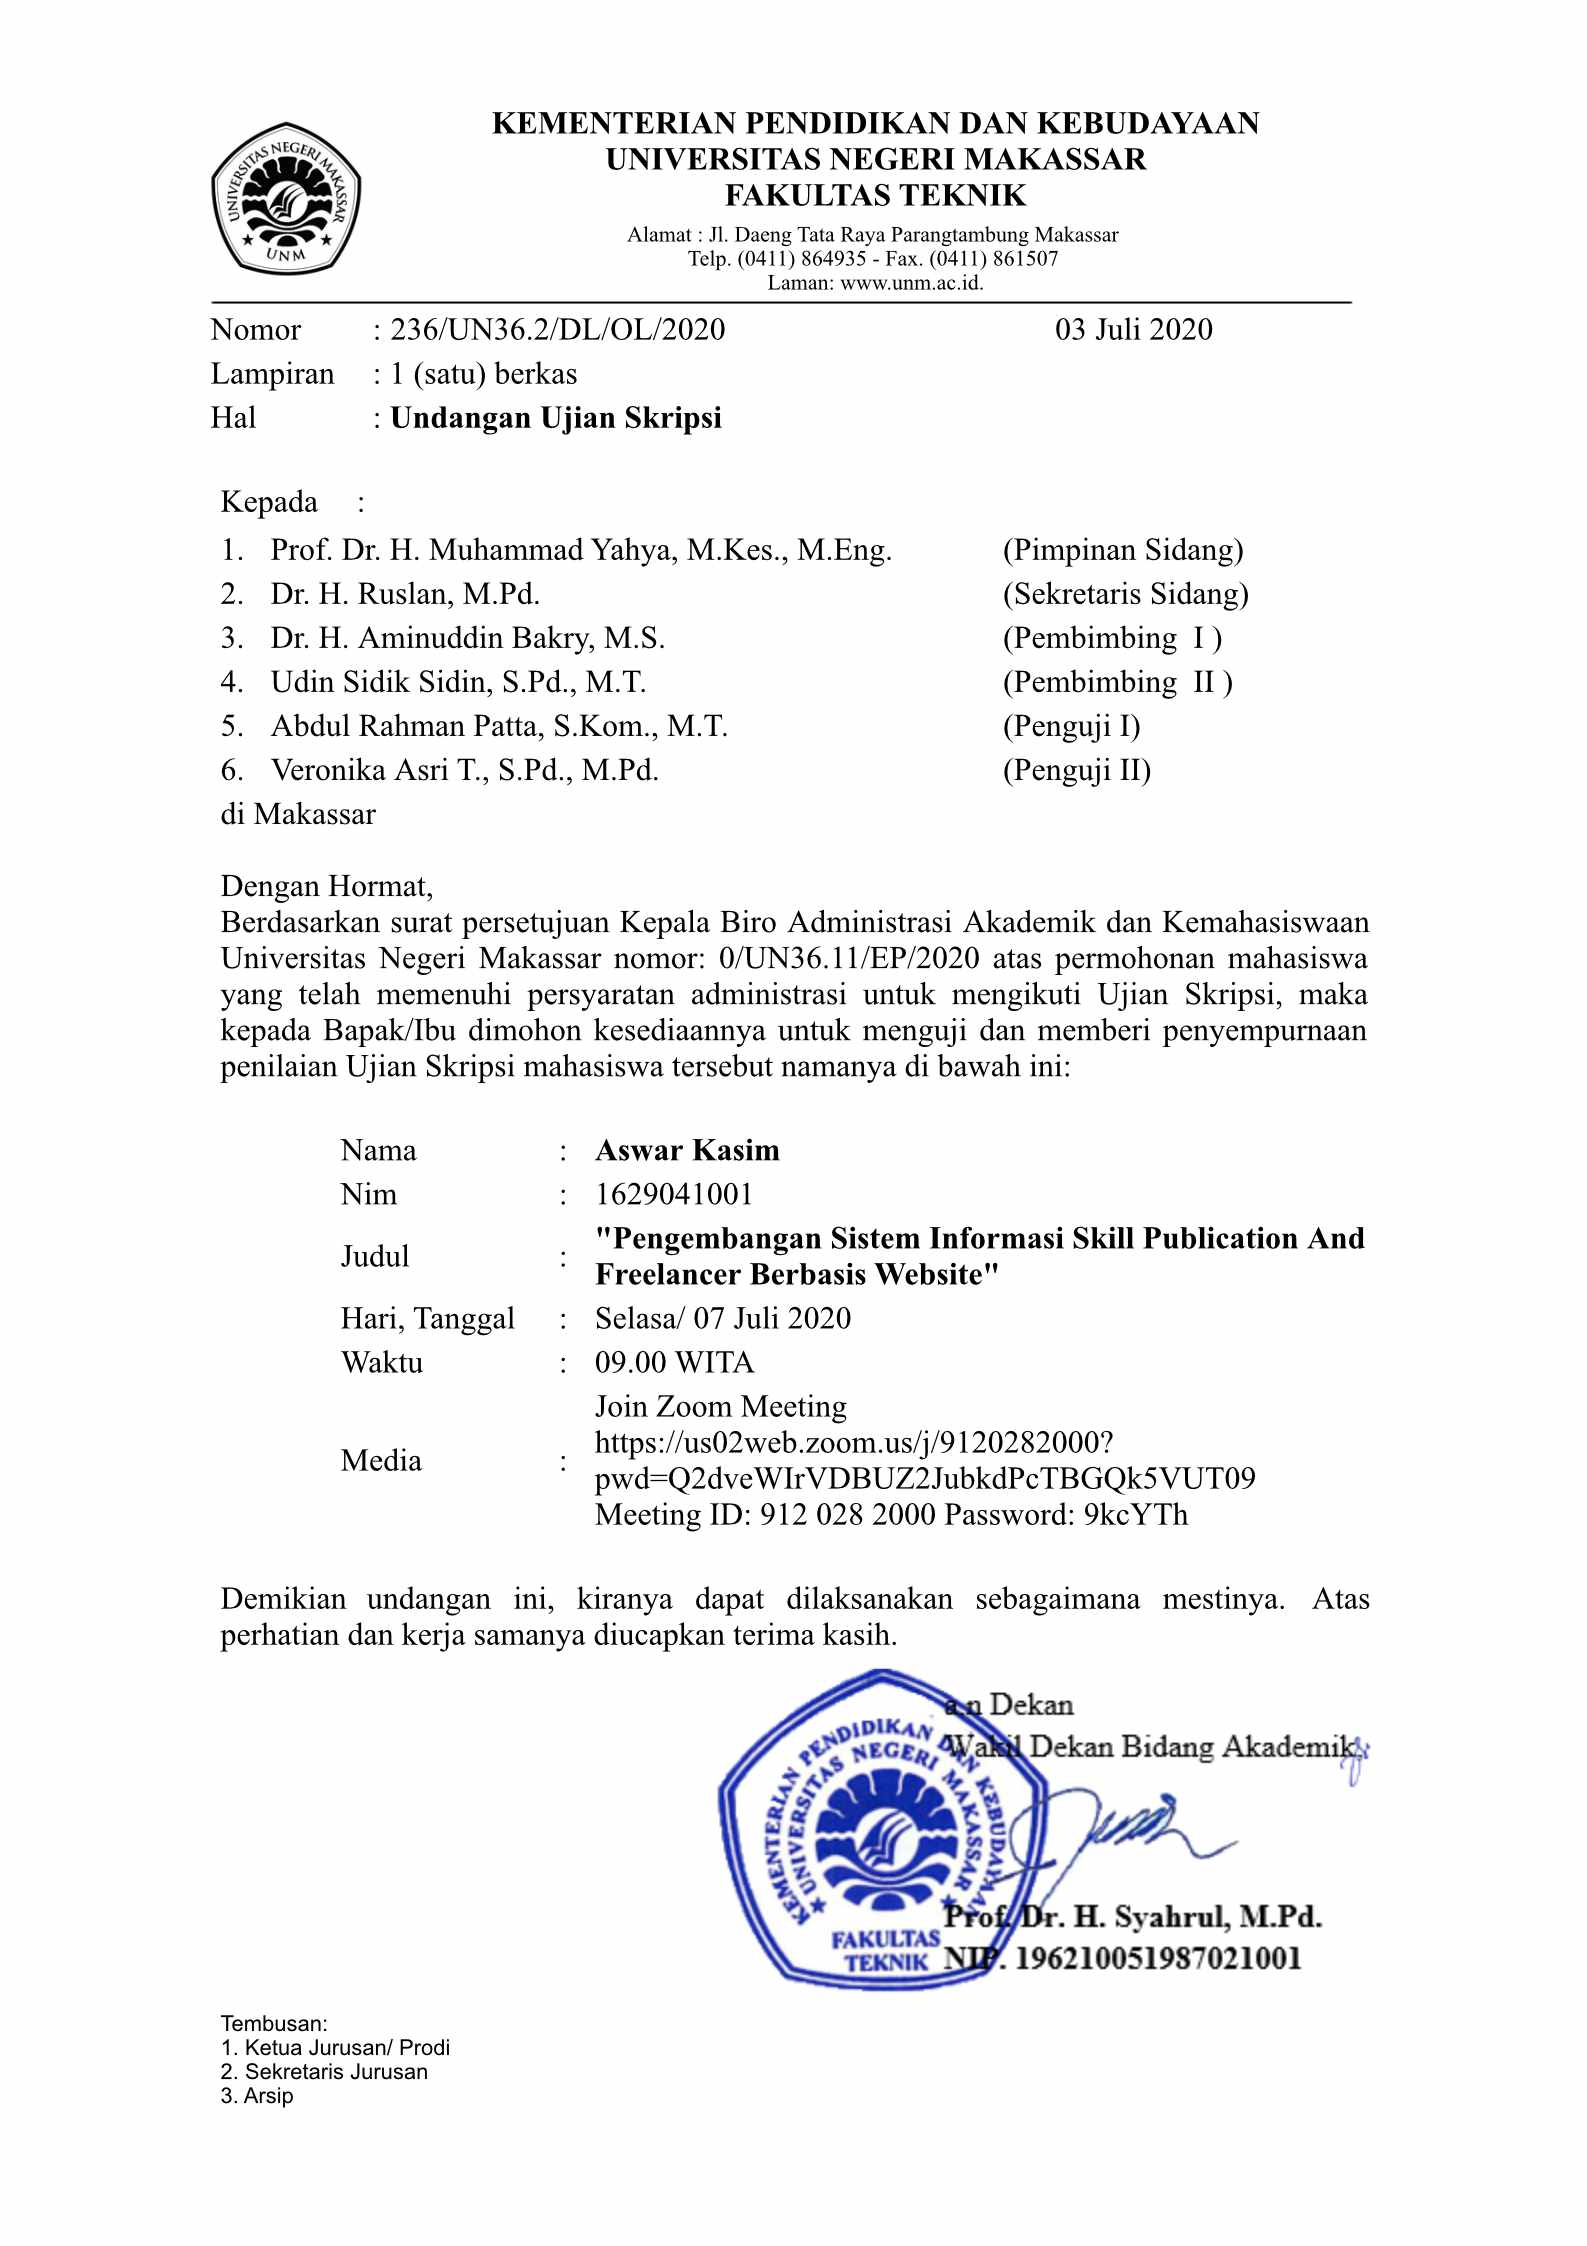 UNIVERSITAS NEGERI MAKASSAR
UNM
KEMENTERIAN PENDIDIKAN DAN KEBUDAYAAN
UNIVERSITAS NEGERI MAKASSAR
FAKULTAS TEKNIK
Alamat : Jl. Daeng Tata Raya Parangtambung Makassar
Telp. (0411) 864935 - Fax. (0411) 861507
Laman: www.unm.ac.id.
Nomor : 236/UN36.2/DL/OL/2020 03 Juli 2020
Lampiran : 1 (satu) berkas
Hal : Undangan Ujian Skripsi
Kepada :
1. Prof. Dr. H. Muhammad Yahya, M.Kes., M.Eng. (Pimpinan Sidang)
2. Dr. H. Ruslan, M.Pd. (Sekretaris Sidang)
3. Dr. H. Aminuddin Bakry, M.S. (Pembimbing I )
4. Udin Sidik Sidin, S.Pd., M.T. (Pembimbing II )
5. Abdul Rahman Patta, S.Kom., M.T. (Penguji I)
6. Veronika Asri T., S.Pd., M.Pd. (Penguji II)
di Makassar
Dengan Hormat,
Berdasarkan surat persetujuan Kepala Biro Administrasi Akademik dan Kemahasiswaan
Universitas Negeri Makassar nomor: 0/UN36.11/EP/2020 atas permohonan mahasiswa
yang telah memenuhi persyaratan administrasi untuk mengikuti Ujian Skripsi, maka
kepada Bapak/Ibu dimohon kesediaannya untuk menguji dan memberi penyempurnaan
penilaian Ujian Skripsi mahasiswa tersebut namanya di bawah ini:
Nama : Aswar Kasim
Nim : 1629041001
Judul : "Pengembangan Sistem Informasi Skill Publication And
Freelancer Berbasis Website"
Hari, Tanggal : Selasa/ 07 Juli 2020
Waktu : 09.00 WITA
Media : Join Zoom Meeting
https://us02web.zoom.us/j/9120282000?
pwd=Q2dveWIrVDBUZ2JubkdPcTBGQk5VUT09
Meeting ID: 912 028 2000 Password: 9kcYTh
Demikian undangan ini, kiranya dapat dilaksanakan sebagaimana mestinya. Atas
perhatian dan kerja samanya diucapkan terima kasih.
a.n Dekan
Wakil Dekan Bidang Akademik,
KEMENTERIAN PENDIDIKAN DAN KEBUDAYAAN
UNIVERSITAS NEGERI MAKASSAR
FAKULTAS
TEKNIK
Prof. Dr. H. Syahrul, M.Pd.
NIP. 196210051987021001
Tembusan:
1. Ketua Jurusan/ Prodi
2. Sekretaris Jurusan
3. Arsip